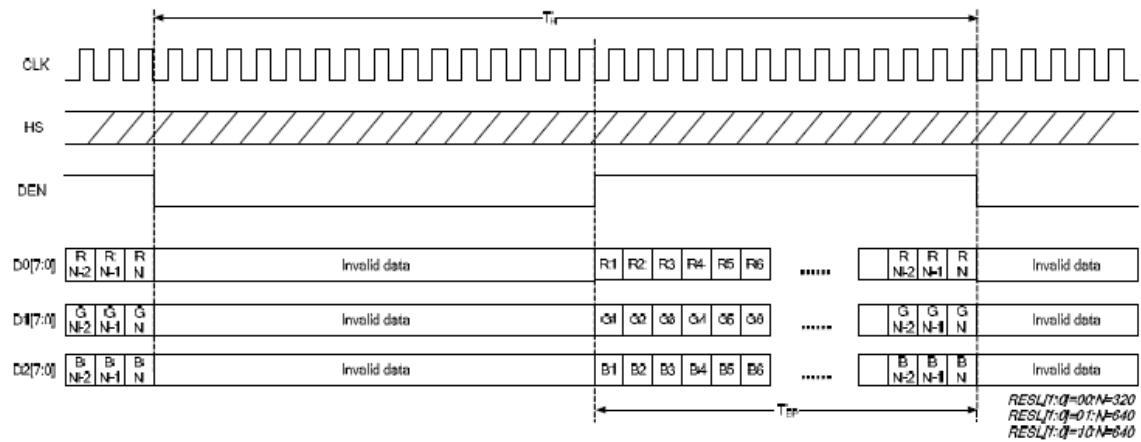 TH
CLK
HS
DEN
D0[7:0] R N-2 R N-1 R N Invalid data R1 R2 R3 R4 R5 R6 ...... R N-2 R N-1 R N Invalid data
D1[7:0] G N-2 G N-1 G N Invalid data G1 G2 G3 G4 G5 G6 ...... G N-2 G N-1 G N Invalid data
D2[7:0] B N-2 B N-1 B N Invalid data B1 B2 B3 B4 B5 B6 ...... B N-2 B N-1 B N Invalid data
TEP
RESL[1:0]=00:N=320
RESL[1:0]=01:N=640
RESL[1:0]=10:N=640